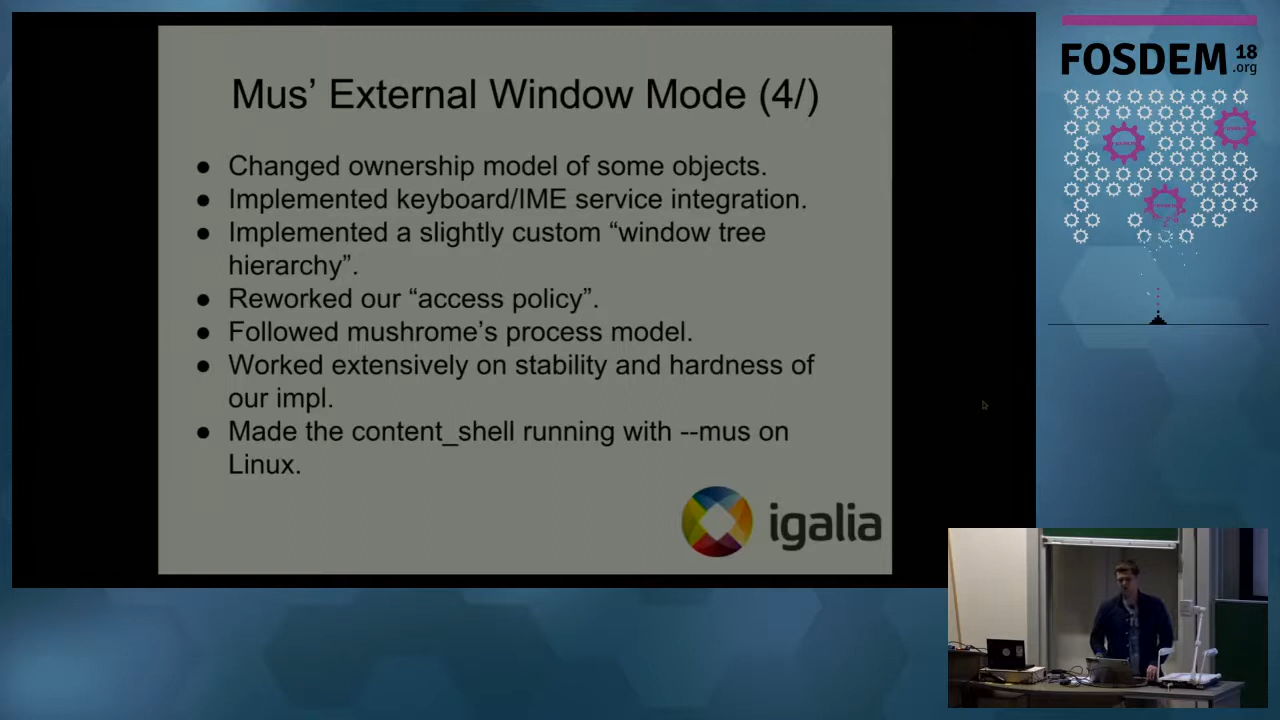 Mus’ External Window Mode (4/)
● Changed ownership model of some objects.
● Implemented keyboard/IME service integration.
● Implemented a slightly custom “window tree
hierarchy”.
● Reworked our “access policy”.
● Followed mushrome’s process model.
● Worked extensively on stability and hardness of
our impl.
● Made the content_shell running with --mus on
Linux.
igalia
FOSDEM 18
.org